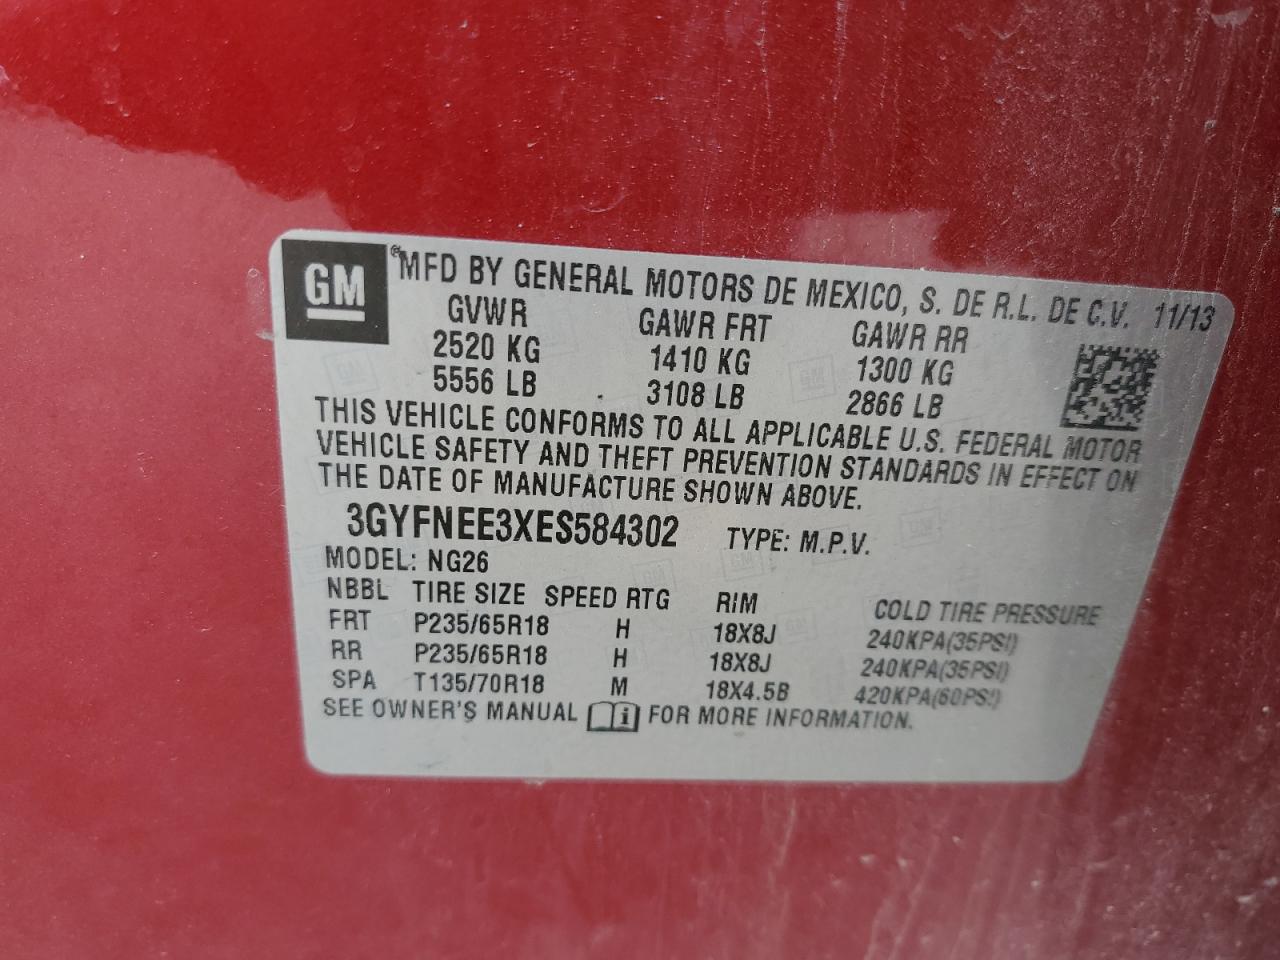 GM ® MFD BY GENERAL MOTORS DE MEXICO, S. DE R.L. DE C.V. 11/13
GVWR GAWR FRT GAWR RR
2520 KG 1410 KG 1300 KG
5556 LB 3108 LB 2866 LB
THIS VEHICLE CONFORMS TO ALL APPLICABLE U.S. FEDERAL MOTOR
VEHICLE SAFETY AND THEFT PREVENTION STANDARDS IN EFFECT ON
THE DATE OF MANUFACTURE SHOWN ABOVE.
3GYFNEE3XES584302 TYPE: M.P.V.
MODEL: NG26
NBBL TIRE SIZE SPEED RTG RIM COLD TIRE PRESSURE
FRT P235/65R18 H 18X8J 240KPA(35PSI)
RR P235/65R18 H 18X8J 240KPA(35PSI)
SPA T135/70R18 M 18X4.5B 420KPA(60PSI)
SEE OWNER'S MANUAL FOR MORE INFORMATION.